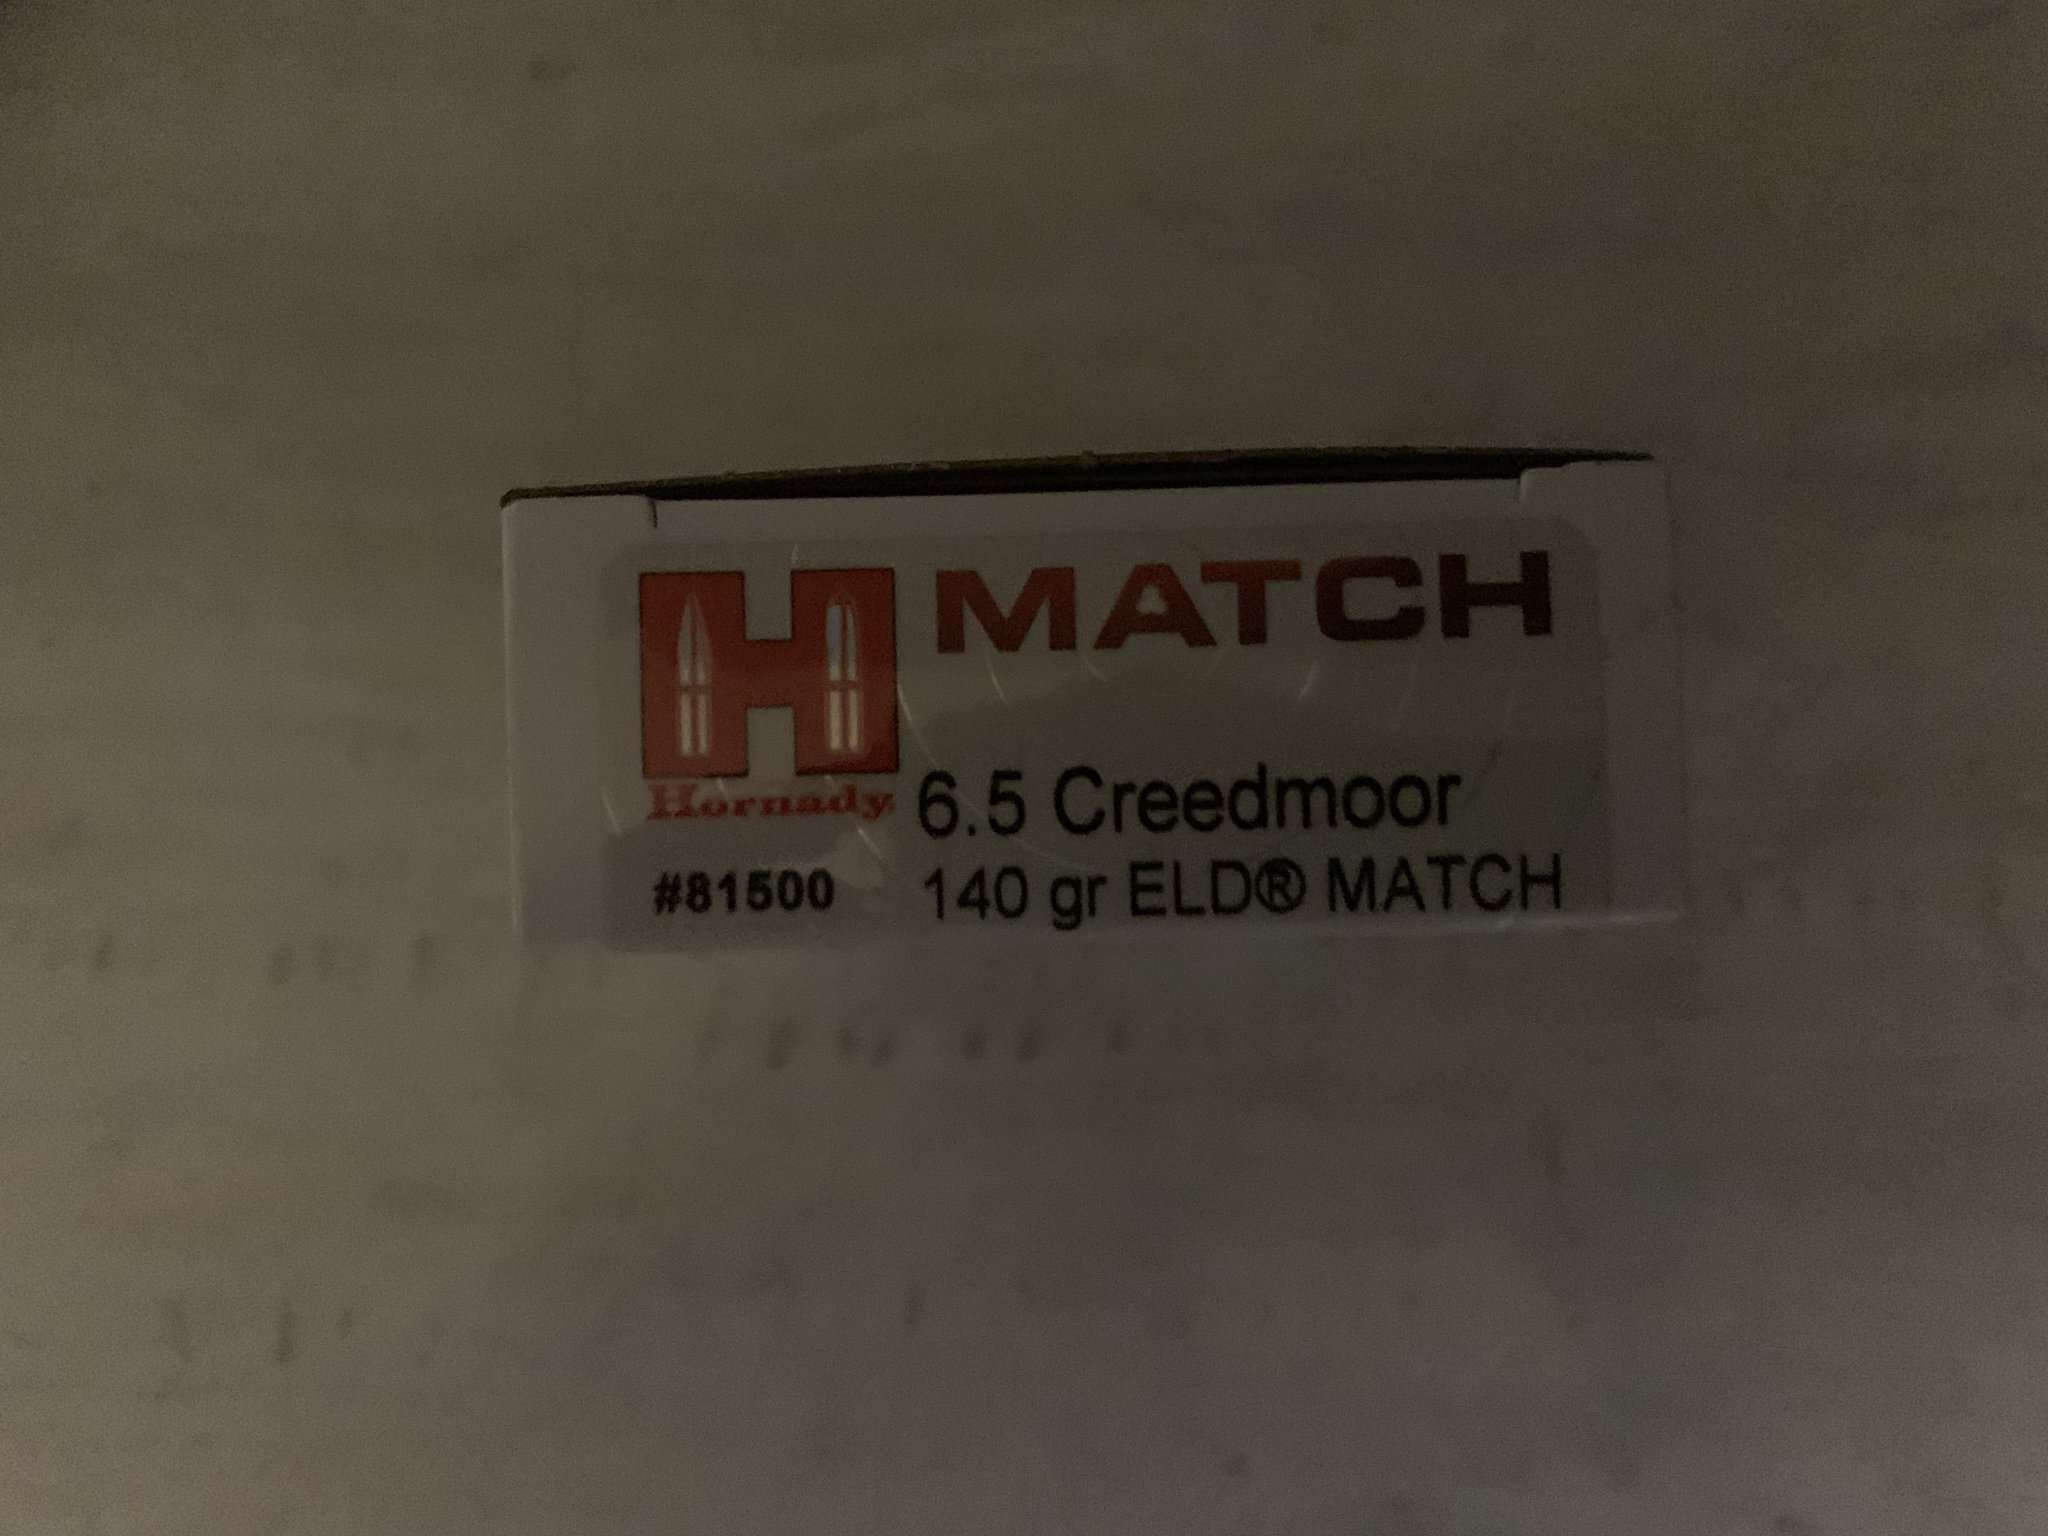 MATCH
Hornady
6.5 Creedmoor
#81500
140 gr ELD® MATCH